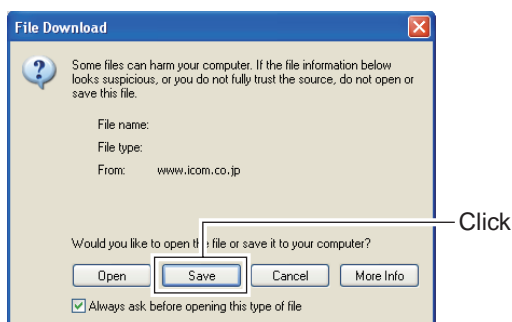 File Download
Some files can harm your computer. If the file information below
looks suspicious, or you do not fully trust the source, do not open or
save this file.
File name:
File type:
From: www.icom.co.jp
Click
Would you like to open the file or save it to your computer?
Open Save Cancel More Info
Always ask before opening this type of file